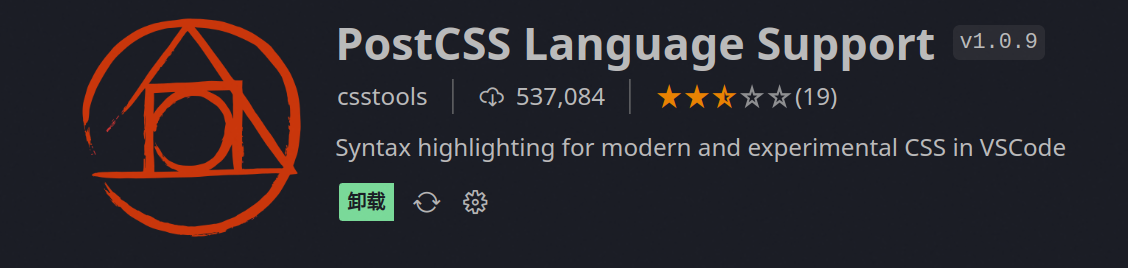 PostCSS Language Support v1.0.9
csstools 537,084 (19)
Syntax highlighting for modern and experimental CSS in VSCode
卸载